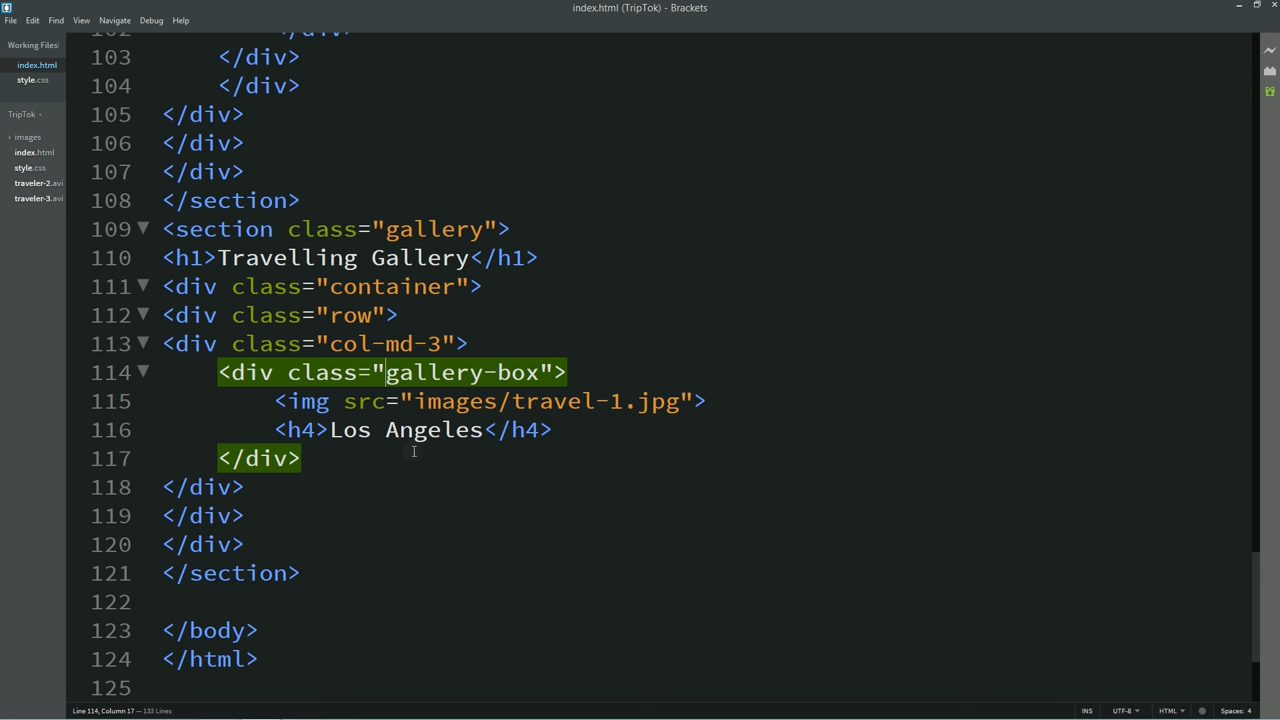 index.html (TripTok) - Brackets
File Edit Find View Navigate Debug Help
Working Files
index.html
style.css
TripTok
images
index.html
style.css
traveler-2.avi
traveler-3.avi
102 </div>
103 </div>
104 </div>
105 </div>
106 </div>
107 </div>
108 </section>
109 <section class="gallery">
110 <h1>Travelling Gallery</h1>
111 <div class="container">
112 <div class="row">
113 <div class="col-md-3">
114 <div class="gallery-box">
115 <img src="images/travel-1.jpg">
116 <h4>Los Angeles</h4>
117 </div>
118 </div>
119 </div>
120 </div>
121 </section>
122
123 </body>
124 </html>
125
Line 114, Column 17 — 133 Lines
INS UTF-8 HTML Spaces: 4